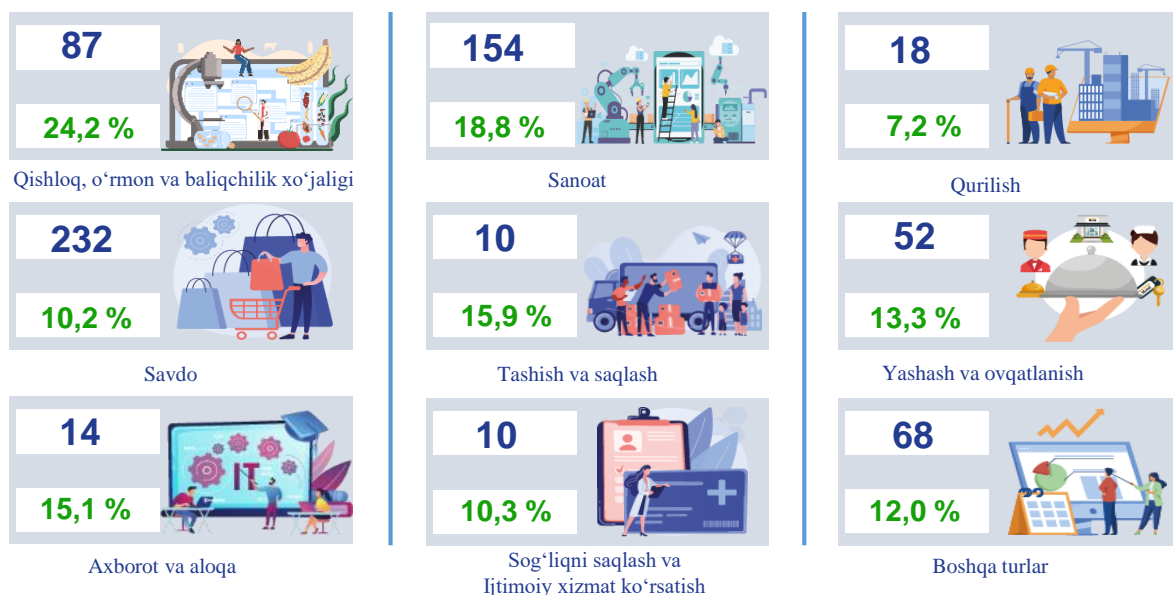 87
24,2 %
Qishloq, o‘rmon va baliqchilik xo‘jaligi
154
18,8 %
Sanoat
18
7,2 %
Qurilish
232
10,2 %
Savdo
10
15,9 %
Tashish va saqlash
52
13,3 %
Yashash va ovqatlanish
14
15,1 %
IT
Axborot va aloqa
10
10,3 %
Sog‘liqni saqlash va
Ijtimoiy xizmat ko‘rsatish
68
12,0 %
Boshqa turlar